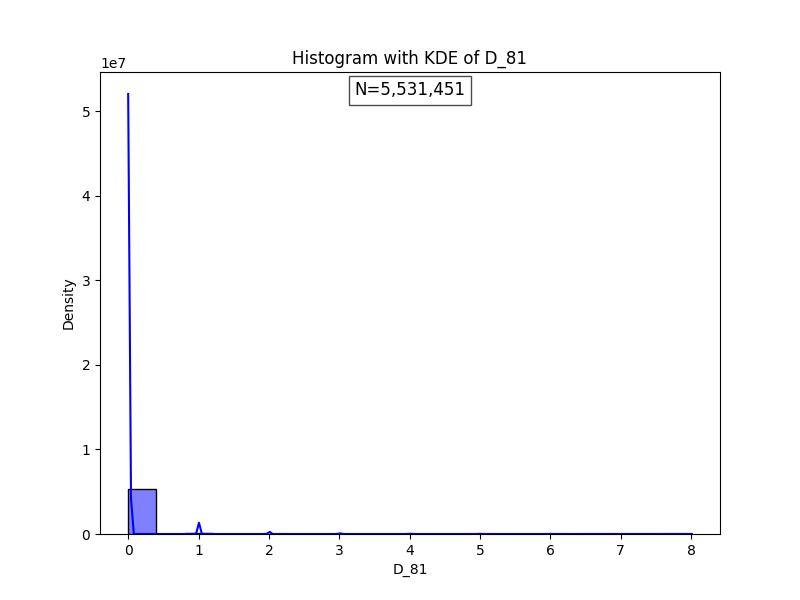 Histogram with KDE of D_81
1e7
N=5,531,451
5
4
3
2
1
0
Density
0 1 2 3 4 5 6 7 8
D_81